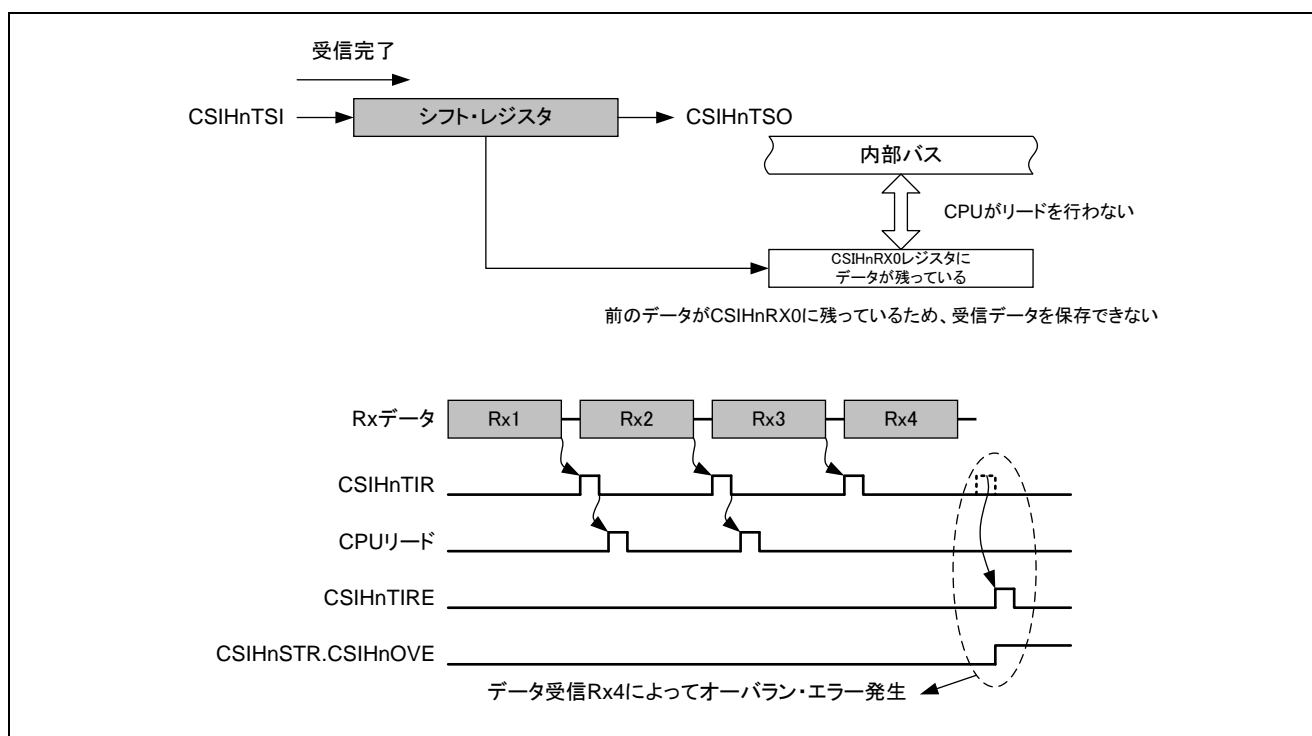 受信完了
CSIHnTSI
シフト・レジスタ
CSIHnTSO
内部バス
CPUがリードを行わない
CSIHnRX0レジスタに
データが残っている
前のデータがCSIHnRX0に残っているため、受信データを保存できない
Rxデータ
Rx1
Rx2
Rx3
Rx4
CSIHnTIR
CPUリード
CSIHnTIRE
CSIHnSTR.CSIHnOVE
データ受信Rx4によってオーバラン・エラー発生